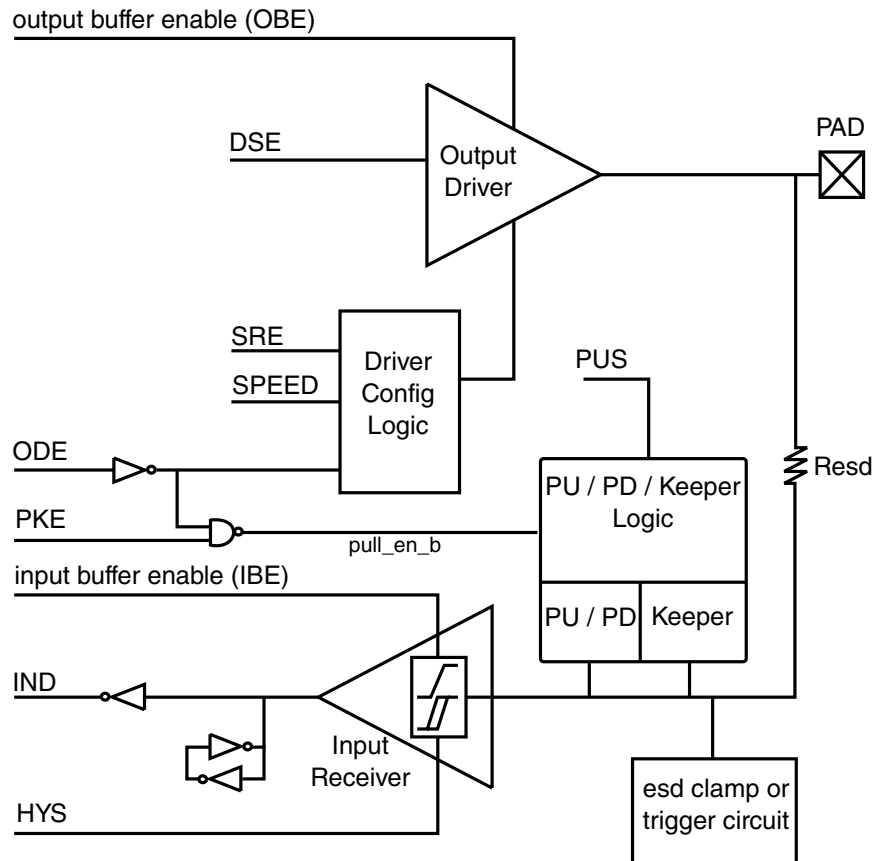 output buffer enable (OBE)
PAD
DSE
Output
Driver
SRE
SPEED
Driver
Config
Logic
PUS
ODE
PKE
pull_en_b
PU / PD / Keeper
Logic
Resd
input buffer enable (IBE)
PU / PD
Keeper
IND
Input
Receiver
HYS
esd clamp or
trigger circuit